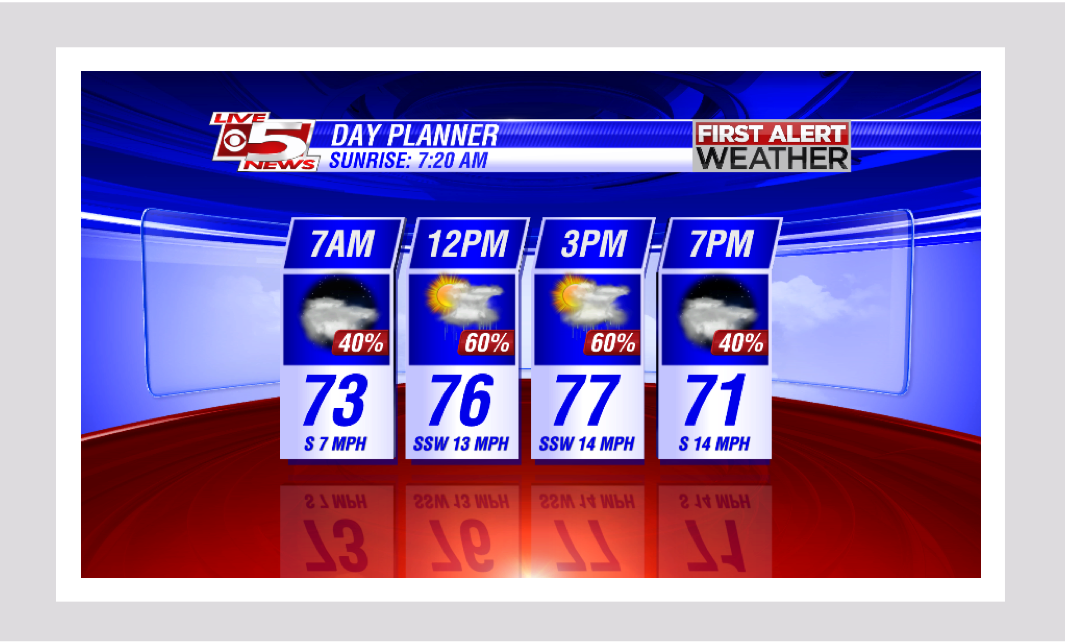 LIVE
5
NEWS
DAY PLANNER
SUNRISE: 7:20 AM
FIRST ALERT
WEATHER
7AM 12PM 3PM 7PM
40% 60% 60% 40%
73 76 77 71
S 7 MPH SSW 13 MPH SSW 14 MPH S 14 MPH